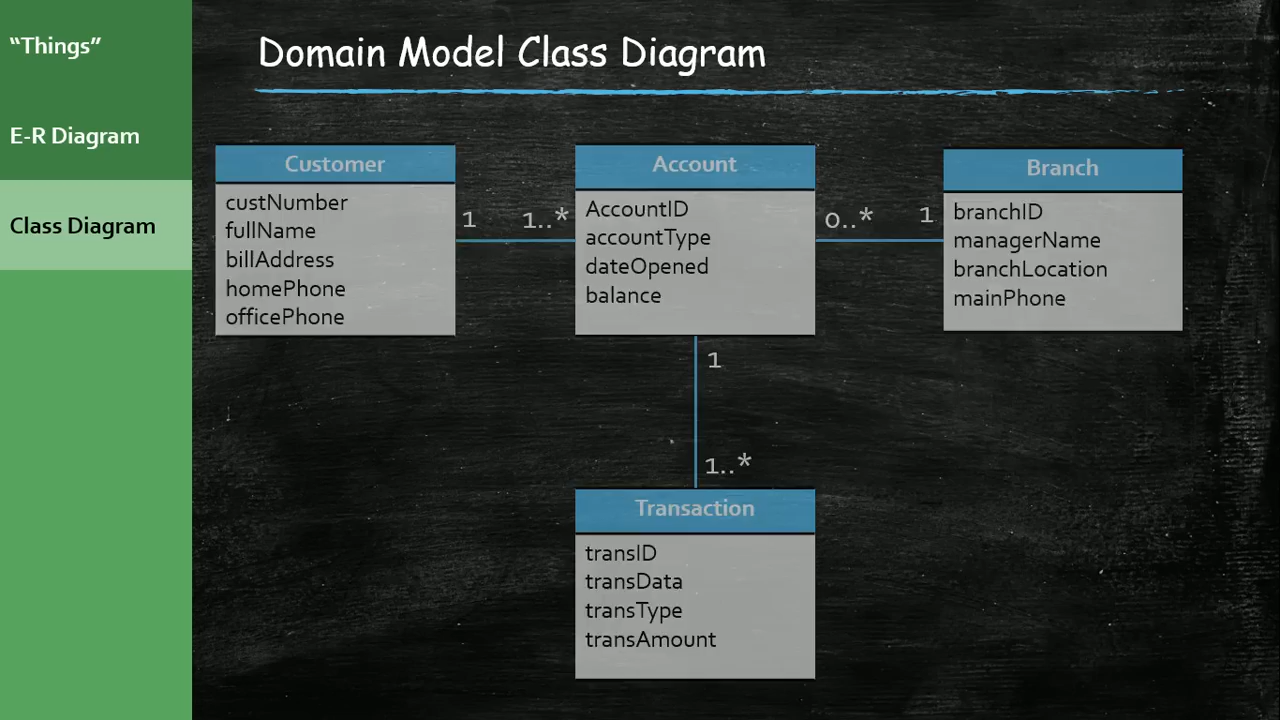 “Things”
E-R Diagram
Class Diagram
Domain Model Class Diagram
Customer
custNumber
fullName
billAddress
homePhone
officePhone
1
1..*
Account
AccountID
accountType
dateOpened
balance
0..*
1
Branch
branchID
managerName
branchLocation
mainPhone
1
1..*
Transaction
transID
transData
transType
transAmount